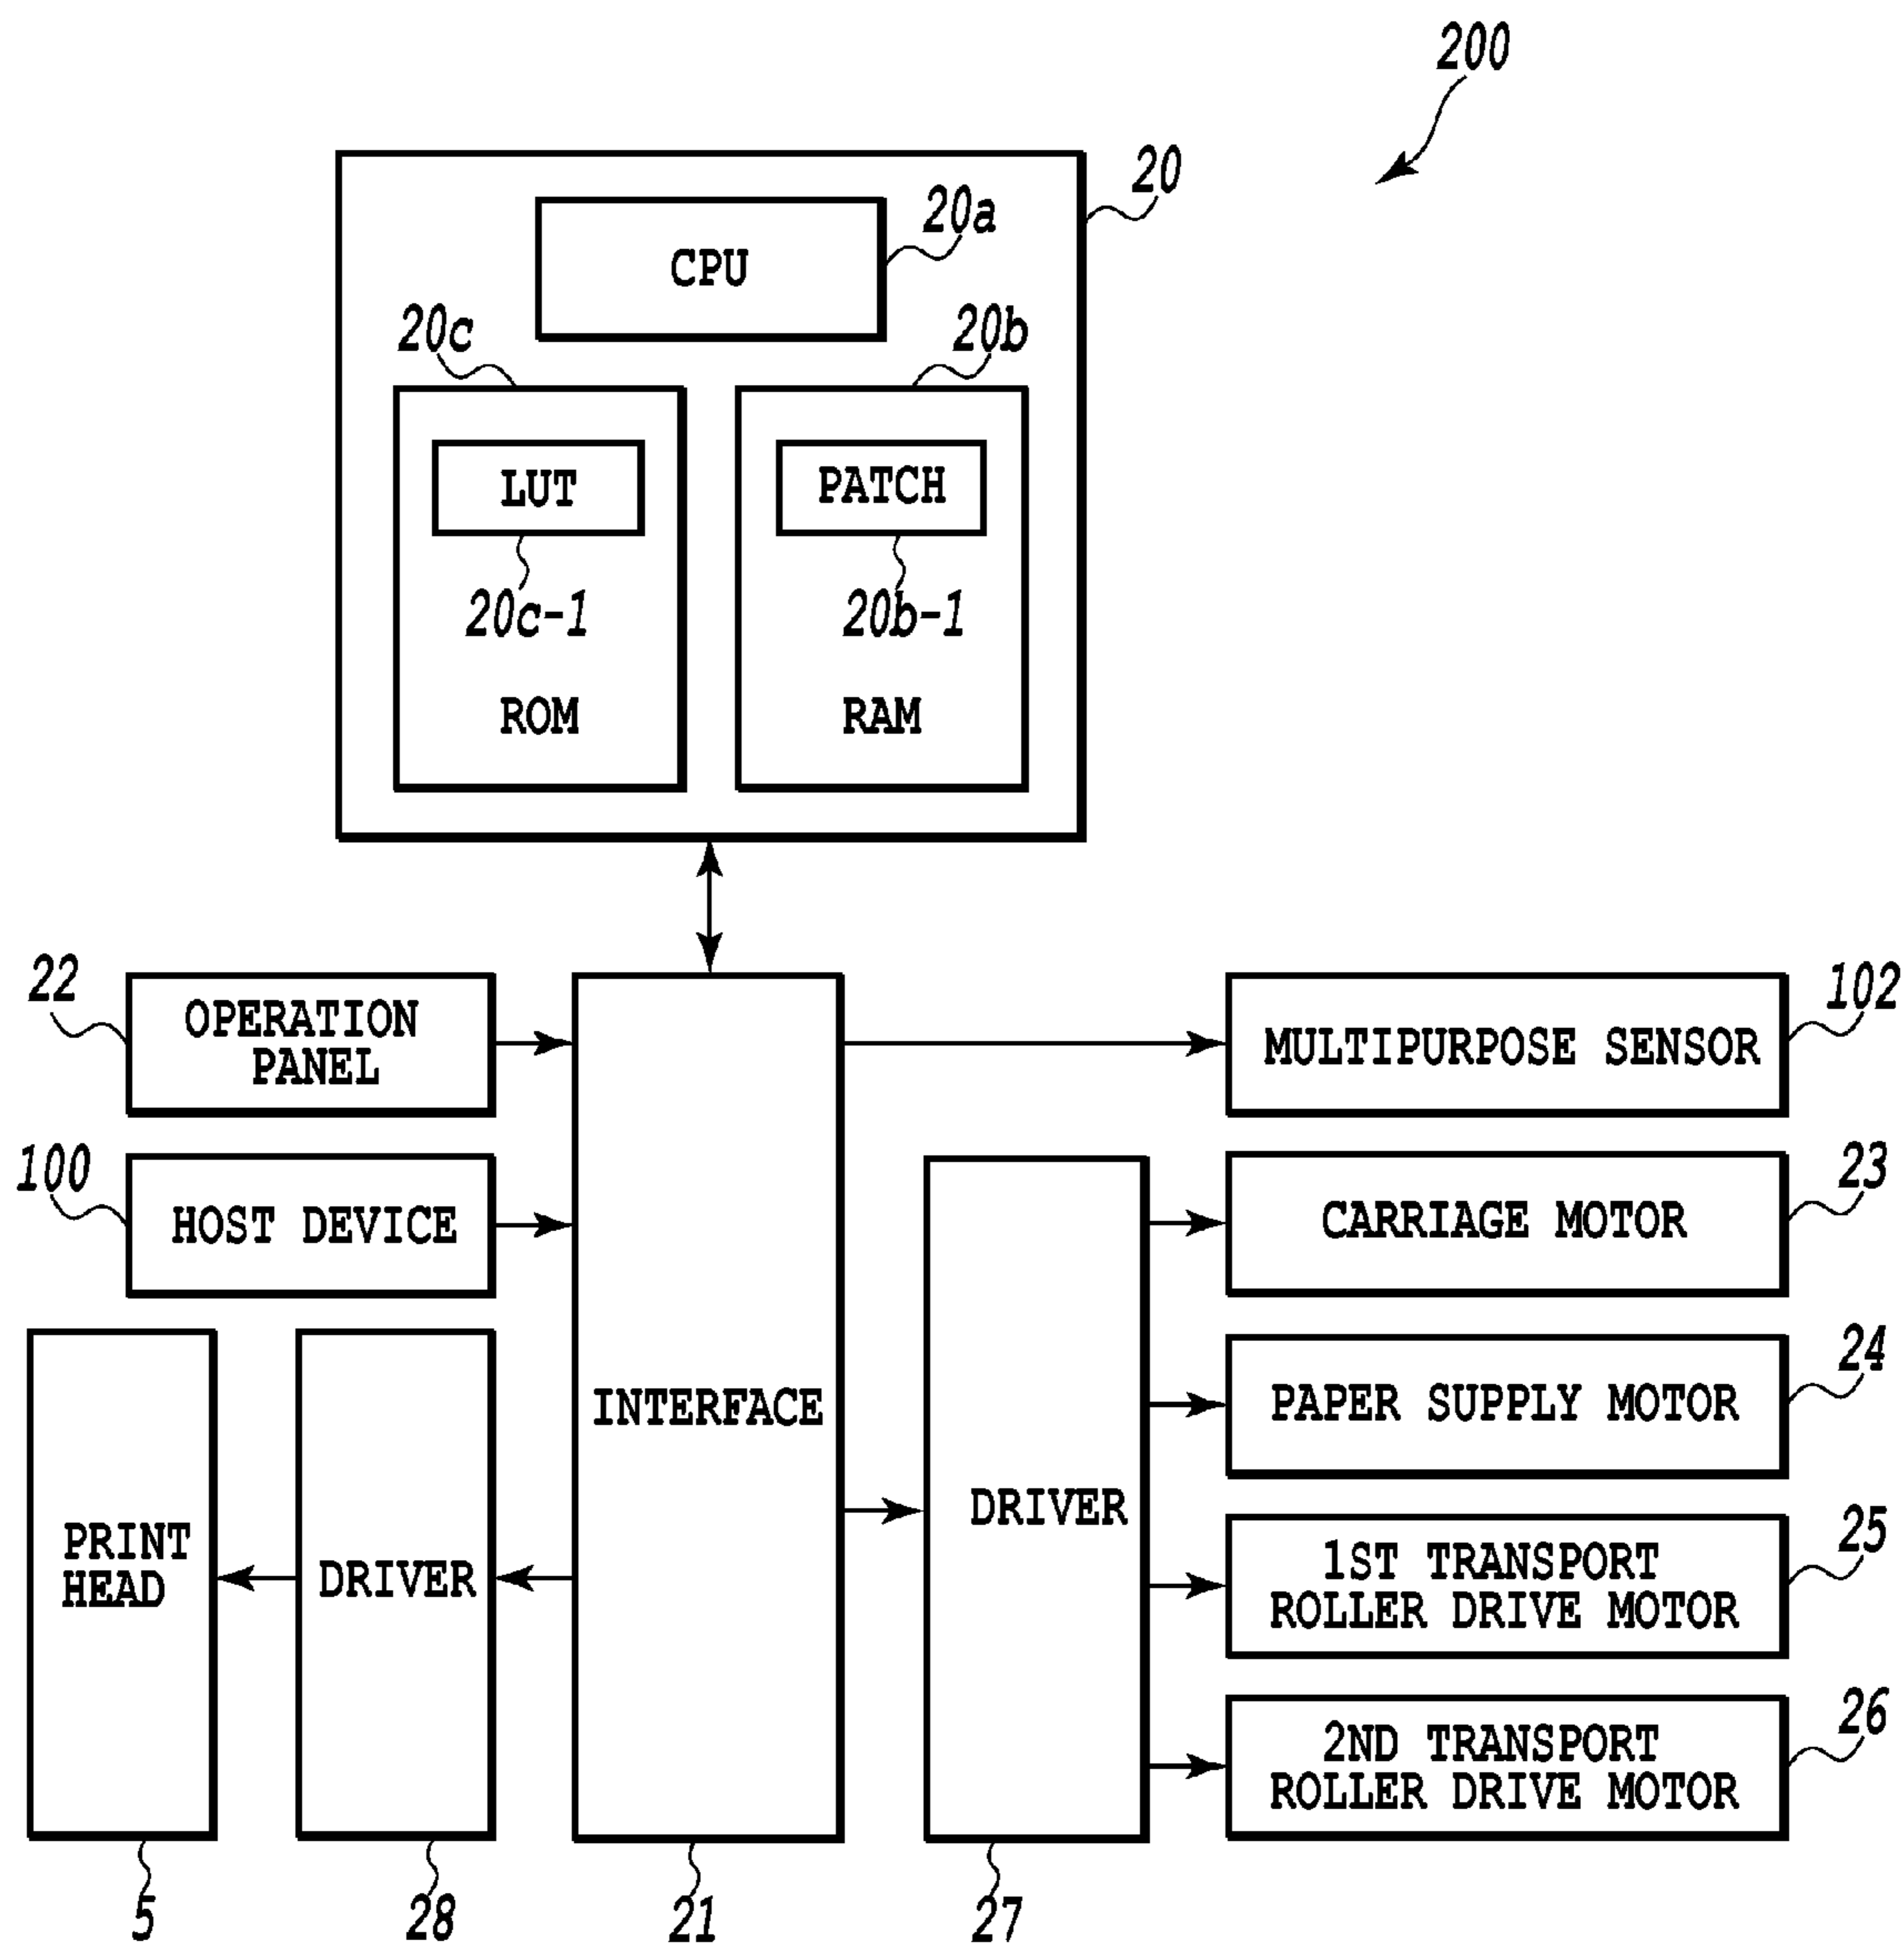 200
20
20a
CPU
20c
20b
LUT
PATCH
20c-1
20b-1
ROM
RAM
22
OPERATION
PANEL
102
MULTIPURPOSE SENSOR
100
HOST DEVICE
23
CARRIAGE MOTOR
24
PAPER SUPPLY MOTOR
INTERFACE
DRIVER
25
1ST TRANSPORT
ROLLER DRIVE MOTOR
PRINT
HEAD
DRIVER
26
2ND TRANSPORT
ROLLER DRIVE MOTOR
5
28
21
27